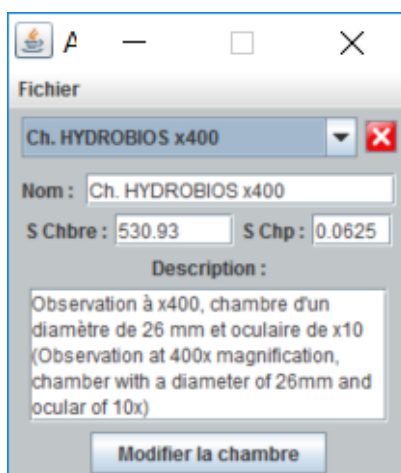 A
Fichier
Ch. HYDROBIOS x400
Nom : Ch. HYDROBIOS x400
S Chbre : 530.93 S Chp : 0.0625
Description :
Observation à x400, chambre d'un
diamètre de 26 mm et oculaire de x10
(Observation at 400x magnification,
chamber with a diameter of 26mm and
ocular of 10x)
Modifier la chambre